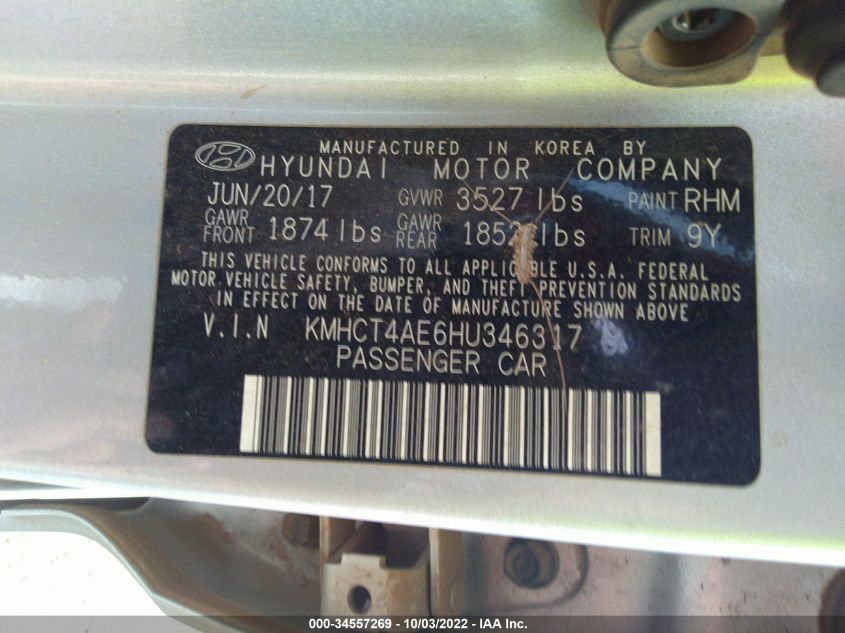 MANUFACTURED IN KOREA BY
HYUNDAI MOTOR COMPANY
JUN/20/17 GVWR 3527 lbs PAINT RHM
GAWR FRONT 1874 lbs GAWR REAR lbs TRIM 9Y
THIS VEHICLE CONFORMS TO ALL APPLICABLE U.S.A. FEDERAL
MOTOR VEHICLE SAFETY, BUMPER, AND THEFT PREVENTION STANDARDS
IN EFFECT ON THE DATE OF MANUFACTURE SHOWN ABOVE
V.I.N KMHCT4AE6HU346317
PASSENGER CAR
000-34557269 - 10/03/2022 - IAA Inc.